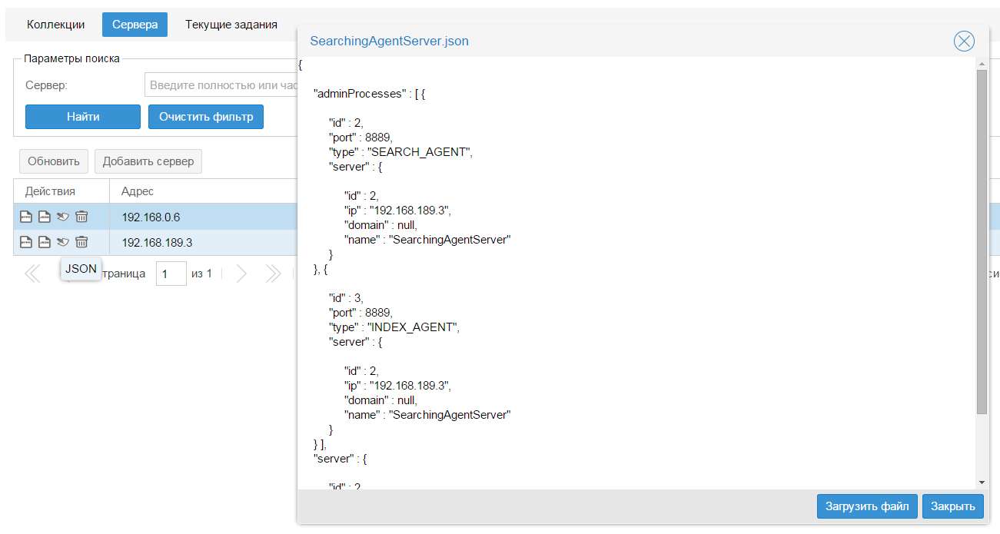 Коллекции
Сервера
Текущие задания
Параметры поиска
Сервер:
Введите полностью или час
Найти
Очистить фильтр
Обновить
Добавить сервер
Действия
Адрес
JSON
192.168.0.6
JSON
192.168.189.3
JSON
траница
1
из 1
си
SearchingAgentServer.json
{
"adminProcesses" : [ {
"id" : 2,
"port" : 8889,
"type" : "SEARCH_AGENT",
"server" : {
"id" : 2,
"ip" : "192.168.189.3",
"domain" : null,
"name" : "SearchingAgentServer"
}
}, {
"id" : 3,
"port" : 8889,
"type" : "INDEX_AGENT",
"server" : {
"id" : 2,
"ip" : "192.168.189.3",
"domain" : null,
"name" : "SearchingAgentServer"
}
} ],
"server" : {
"id" : 2
Загрузить файл
Закрыть